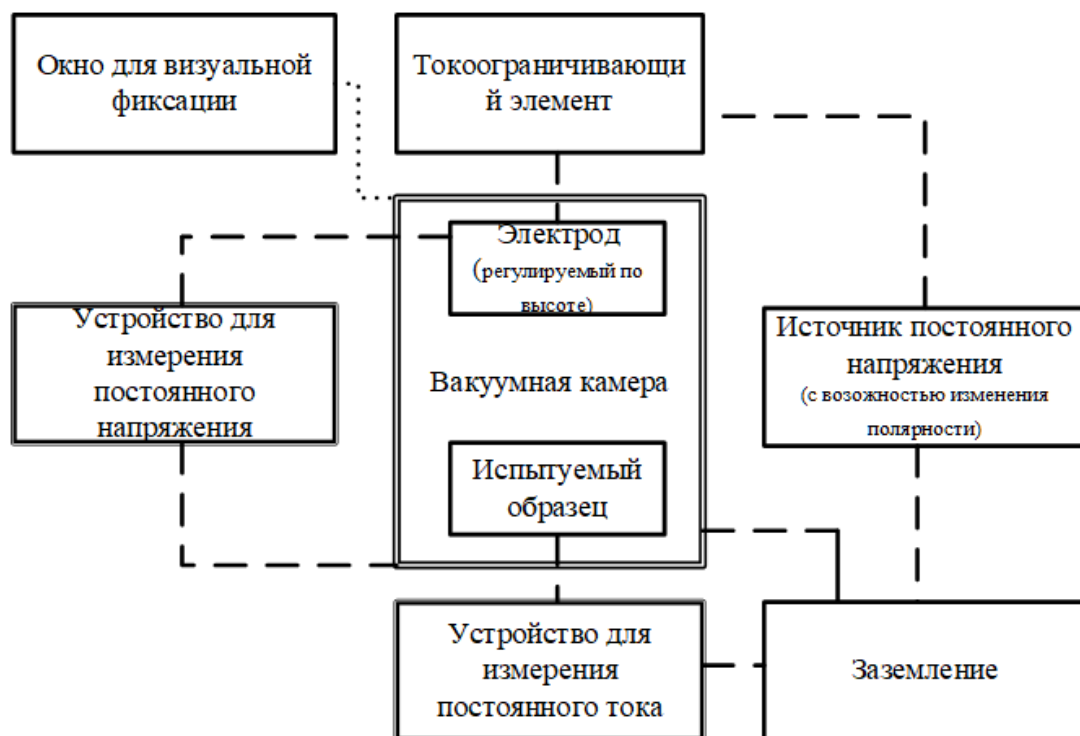 Окно для визуальной
фиксации
Токоограничивающи
й элемент
Электрод
(регулируемый по
высоте)
Устройство для
измерения
постоянного
напряжения
Вакуумная камера
Источник постоянного
напряжения
(с возожностью изменения
полярности)
Испытуемый
образец
Устройство для
измерения
постоянного тока
Заземление